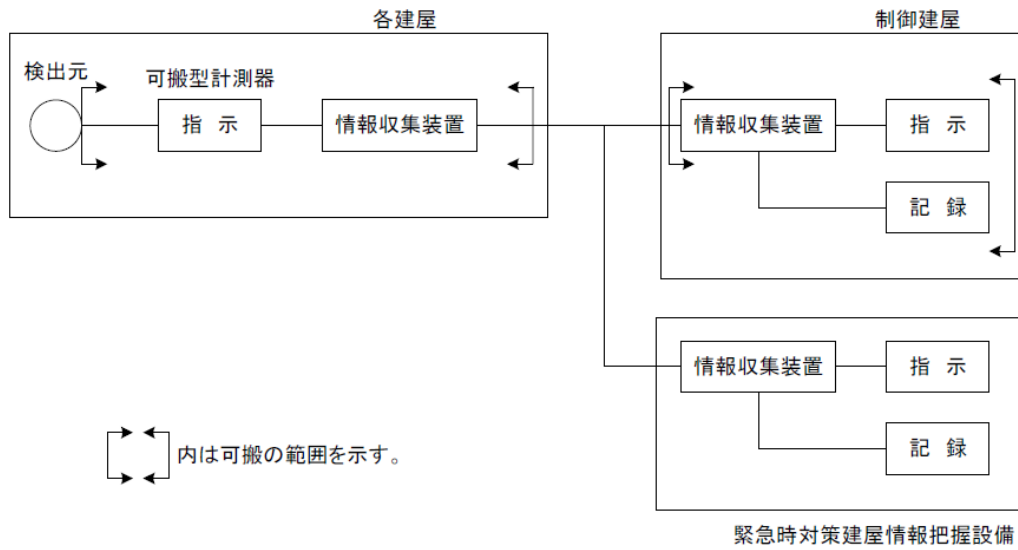 各建屋
検出元
可搬型計測器
指 示
情報収集装置
制御建屋
情報収集装置
指 示
記 録
情報収集装置
指 示
記 録
緊急時対策建屋情報把握設備
内は可搬の範囲を示す。